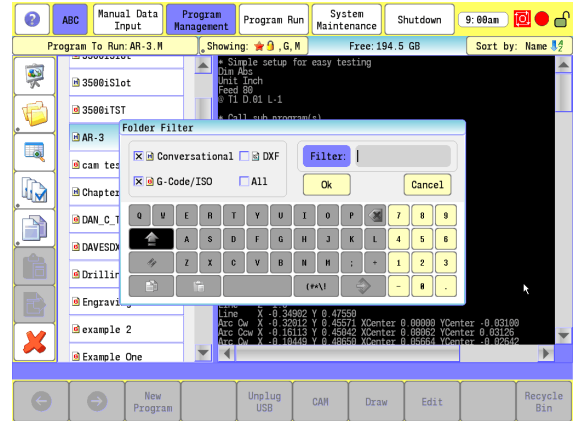 ?
ABC
Manual Data Input
Program Management
Program Run
System Maintenance
Shutdown
9:00am
Program To Run: AR-3.M
Showing: , G, M
Free: 194.5 GB
Sort by: Name
3500iSlot
3500iTST
AR-3
cam tes
Chapter
DAN_C_T
DAVESDX
Drillin
Engravi
example 2
Example One
* Simple setup for easy testing
Dim Abs
Unit Inch
Feed 80
@ T1 D.01 L-1
* Call sub program(s)
Folder Filter
Conversational
DXF
G-Code/ISO
All
Filter:
Ok
Cancel
Q W E R T Y U I O P 7 8 9
A S D F G H J K L 4 5 6
Z X C V B N M ; + 1 2 3
(#*\! - 0 .
Line X -0.34902 Y 0.47550
Arc Cw X -0.32012 Y 0.45571 XCenter 0.00000 YCenter -0.03100
Arc Ccw X -0.16113 Y 0.45042 XCenter 0.08062 YCenter 0.03126
Arc Cw X -0.10449 Y 0.48650 XCenter 0.05664 YCenter -0.02642
New Program
Unplug USB
CAM
Draw
Edit
Recycle Bin